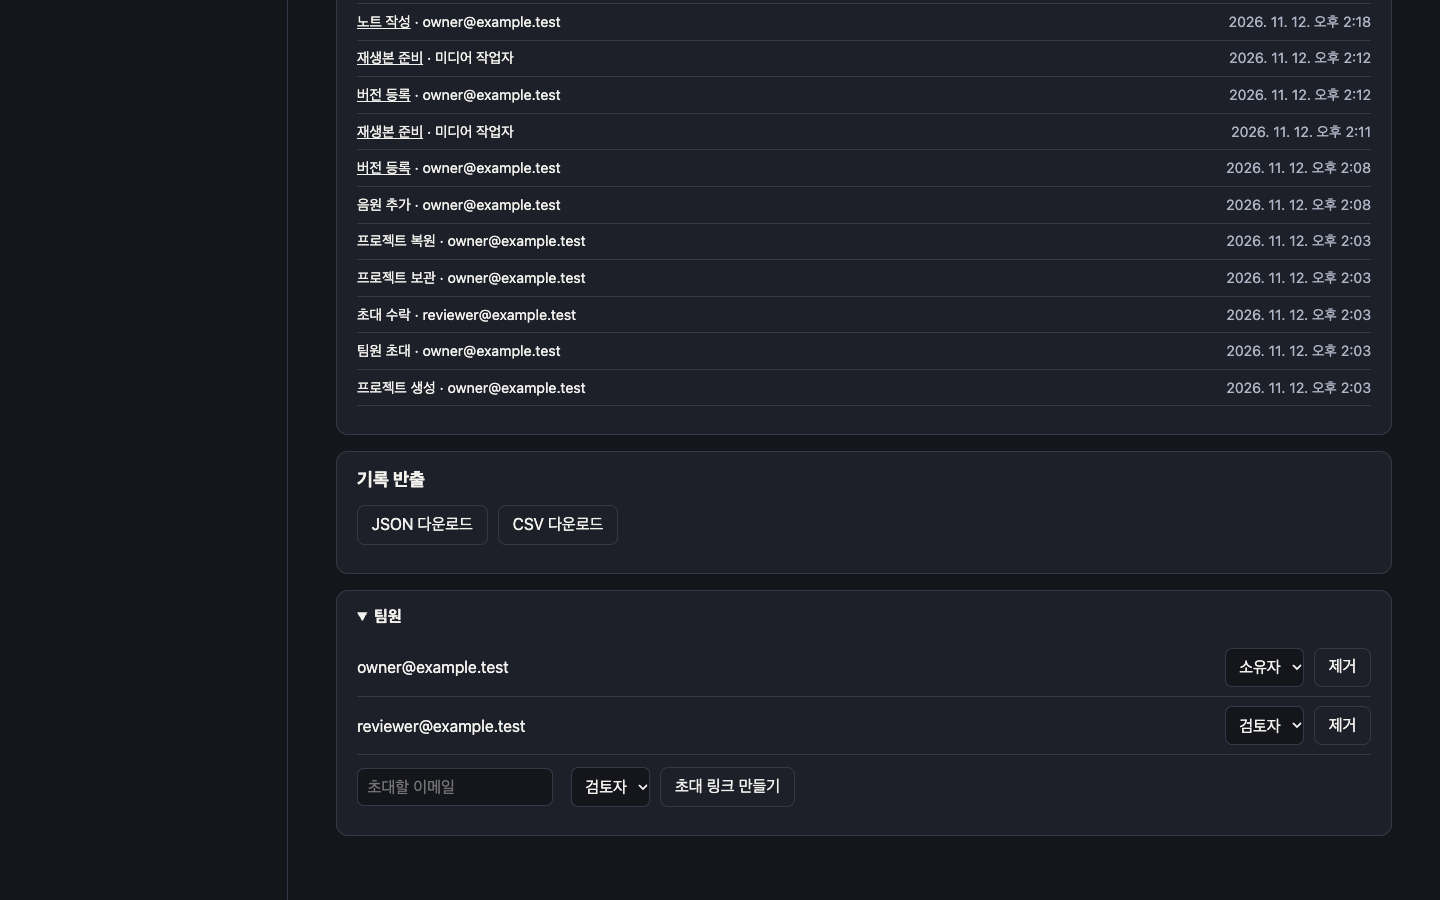 노트 작성 · owner@example.test 2026. 11. 12. 오후 2:18
재생본 준비 · 미디어 작업자 2026. 11. 12. 오후 2:12
버전 등록 · owner@example.test 2026. 11. 12. 오후 2:12
재생본 준비 · 미디어 작업자 2026. 11. 12. 오후 2:11
버전 등록 · owner@example.test 2026. 11. 12. 오후 2:08
음원 추가 · owner@example.test 2026. 11. 12. 오후 2:08
프로젝트 복원 · owner@example.test 2026. 11. 12. 오후 2:03
프로젝트 보관 · owner@example.test 2026. 11. 12. 오후 2:03
초대 수락 · reviewer@example.test 2026. 11. 12. 오후 2:03
팀원 초대 · owner@example.test 2026. 11. 12. 오후 2:03
프로젝트 생성 · owner@example.test 2026. 11. 12. 오후 2:03
기록 반출
JSON 다운로드 CSV 다운로드
▼ 팀원
owner@example.test 소유자 제거
reviewer@example.test 검토자 제거
초대할 이메일 검토자 초대 링크 만들기